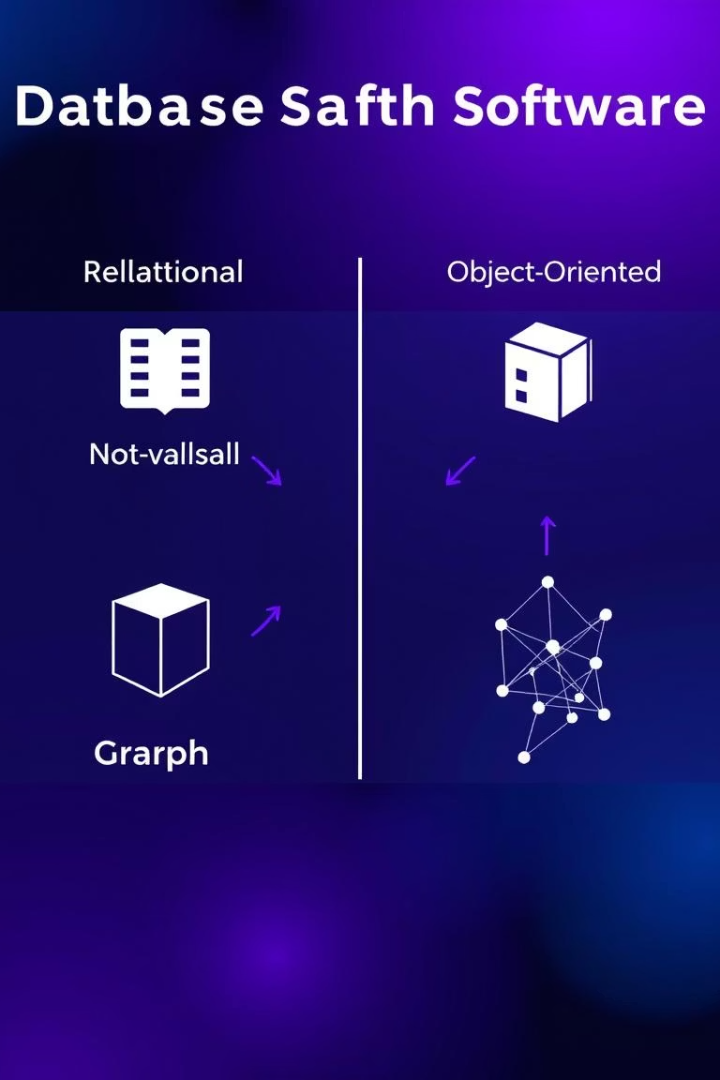 Datbase Safth Software
Rellattional
Object-Oriented
Not-vallsall
Grarph